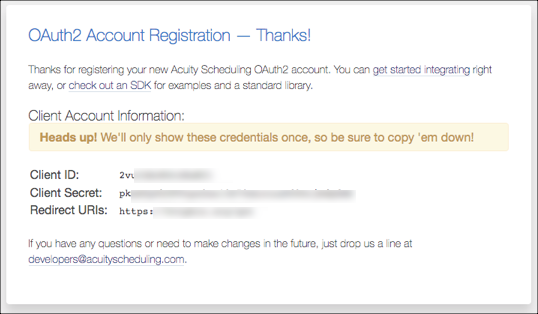 OAuth2 Account Registration — Thanks!
Thanks for registering your new Acuity Scheduling OAuth2 account. You can get started integrating right
away, or check out an SDK for examples and a standard library.
Client Account Information:
Heads up! We'll only show these credentials once, so be sure to copy 'em down!
Client ID: 2vu
Client Secret: pk
Redirect URIs: https:
If you have any questions or need to make changes in the future, just drop us a line at
developers@acuityscheduling.com.